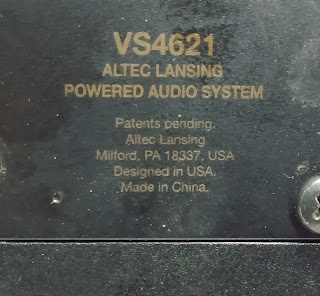 VS4621
ALTEC LANSING
POWERED AUDIO SYSTEM
Patents pending.
Altec Lansing
Milford, PA 18337, USA
Designed in USA.
Made in China.